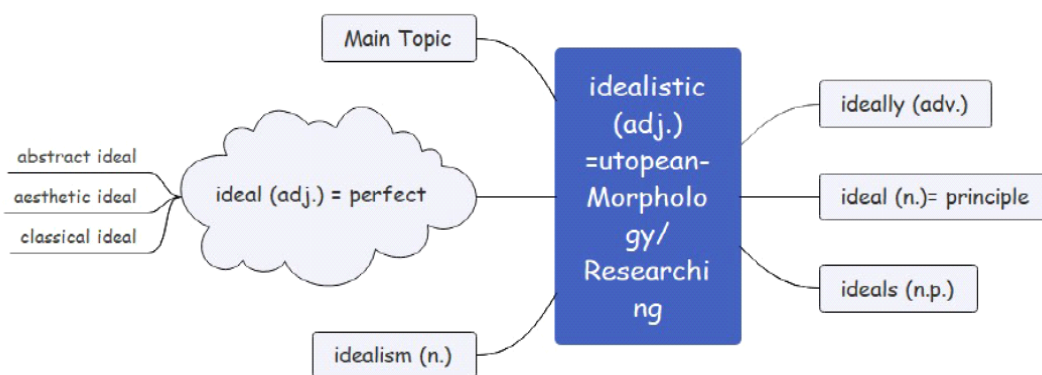 Main Topic
abstract ideal
aesthetic ideal
classical ideal
ideal (adj.) = perfect
idealism (n.)
idealistic
(adj.)
=utopean-
Morpholo
gy/
Researchi
ng
ideally (adv.)
ideal (n.)= principle
ideals (n.p.)